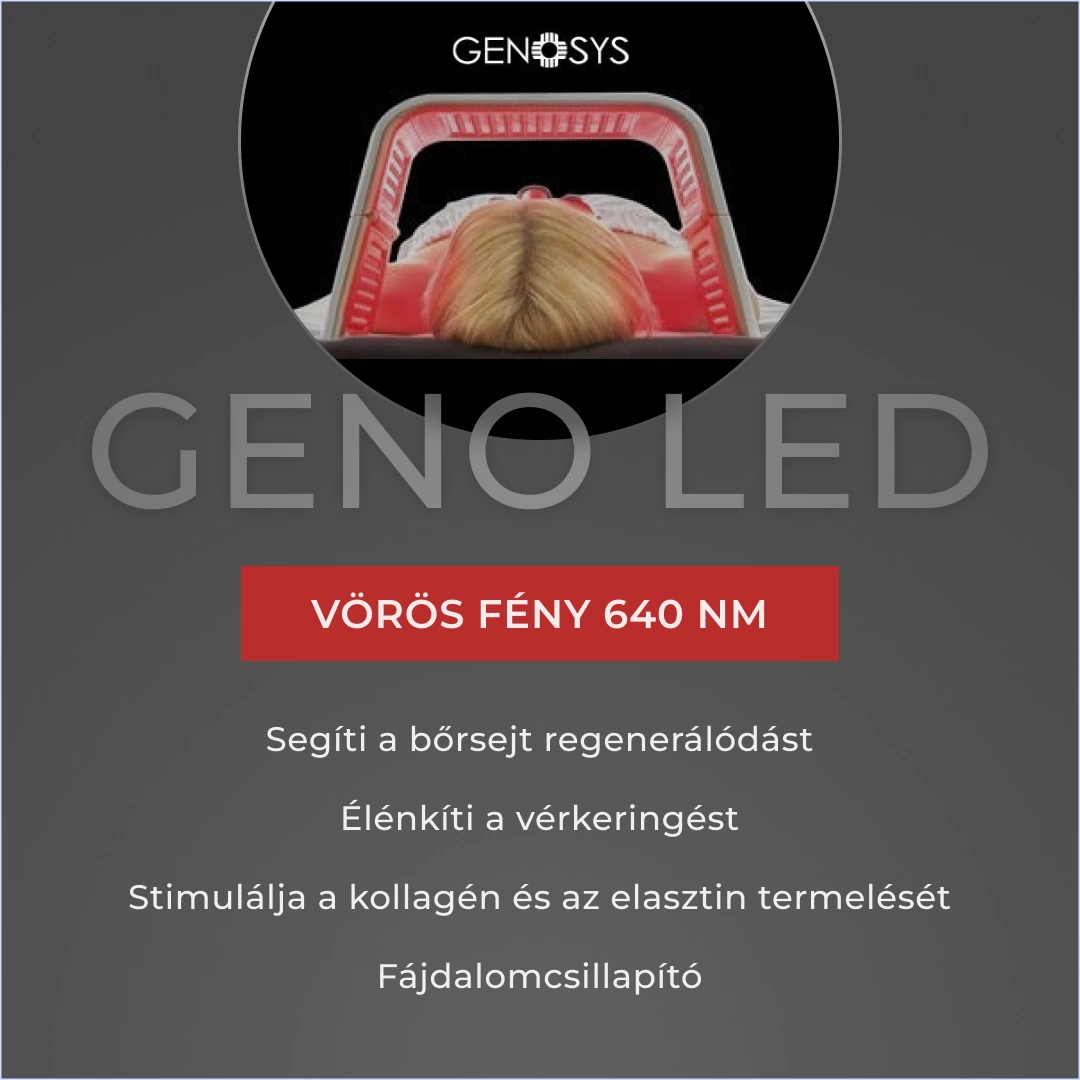 GENOSYS
GENO LED
VÖRÖS FÉNY 640 NM
Segíti a bőrsejt regenerálódást
Élénkíti a vérkeringést
Stimulálja a kollagén és az elasztin termelését
Fájdalomcsillapító